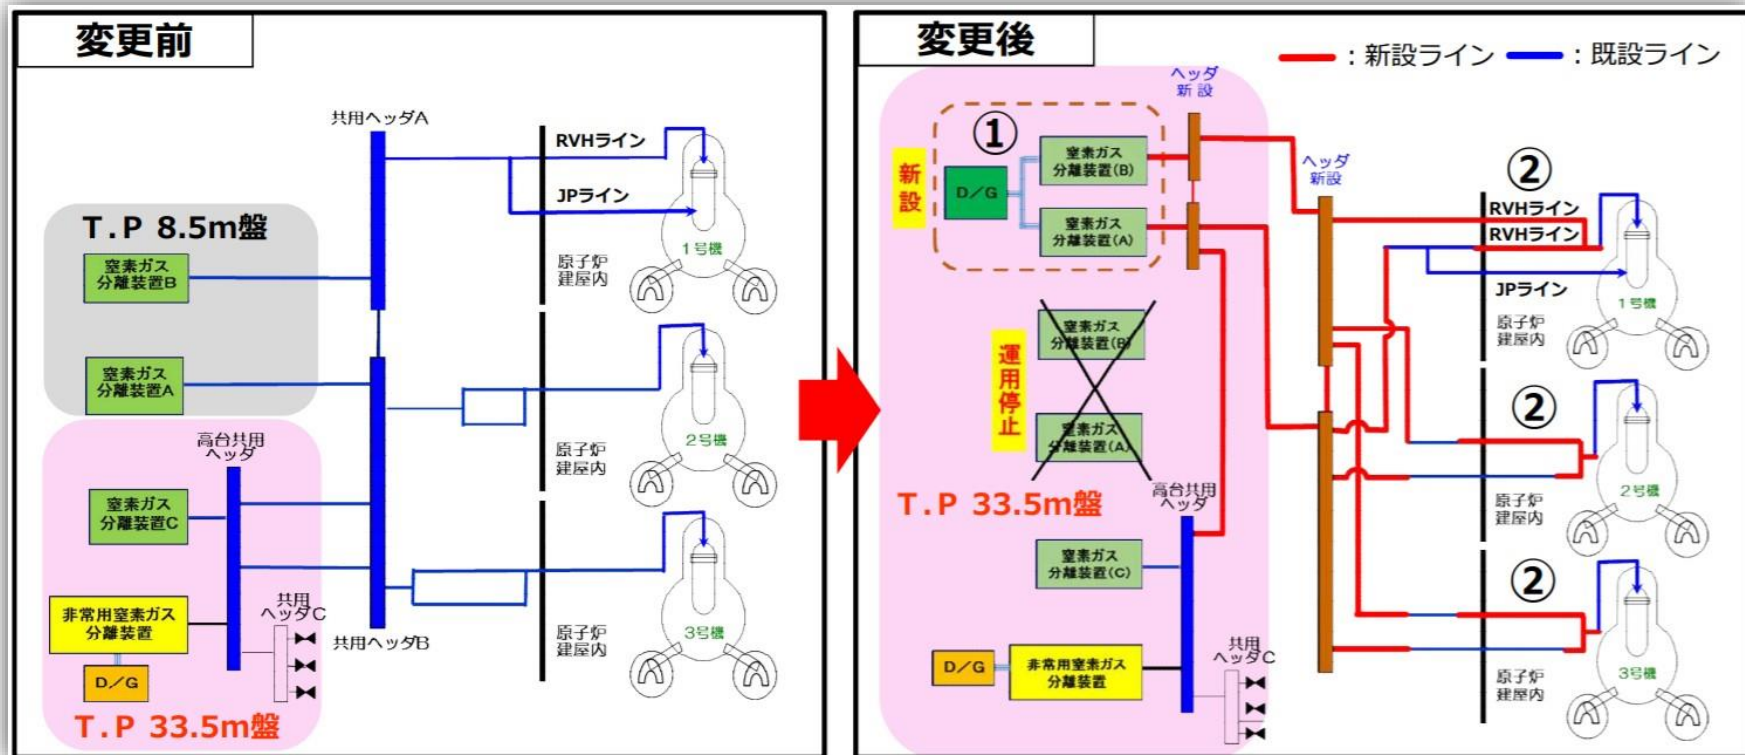 変更前
共用ヘッダA
RVHライン
JPライン
1号機
原子炉
建屋内
T.P 8.5m盤
窒素ガス
分離装置B
窒素ガス
分離装置A
2号機
原子炉
建屋内
高台共用
ヘッダ
窒素ガス
分離装置C
非常用窒素ガス
分離装置
D/G
共用
ヘッダC
共用ヘッダB
3号機
原子炉
建屋内
T.P 33.5m盤
変更後
:新設ライン
:既設ライン
ヘッダ
新設
①
新設
D/G
窒素ガス
分離装置(B)
窒素ガス
分離装置(A)
ヘッダ
新設
②
RVHライン
RVHライン
JPライン
1号機
原子炉
建屋内
運用停止
窒素ガス
分離装置(B)
窒素ガス
分離装置(A)
②
2号機
原子炉
建屋内
T.P 33.5m盤
高台共用
ヘッダ
窒素ガス
分離装置(C)
D/G
非常用窒素ガス
分離装置
共用
ヘッダC
②
3号機
原子炉
建屋内